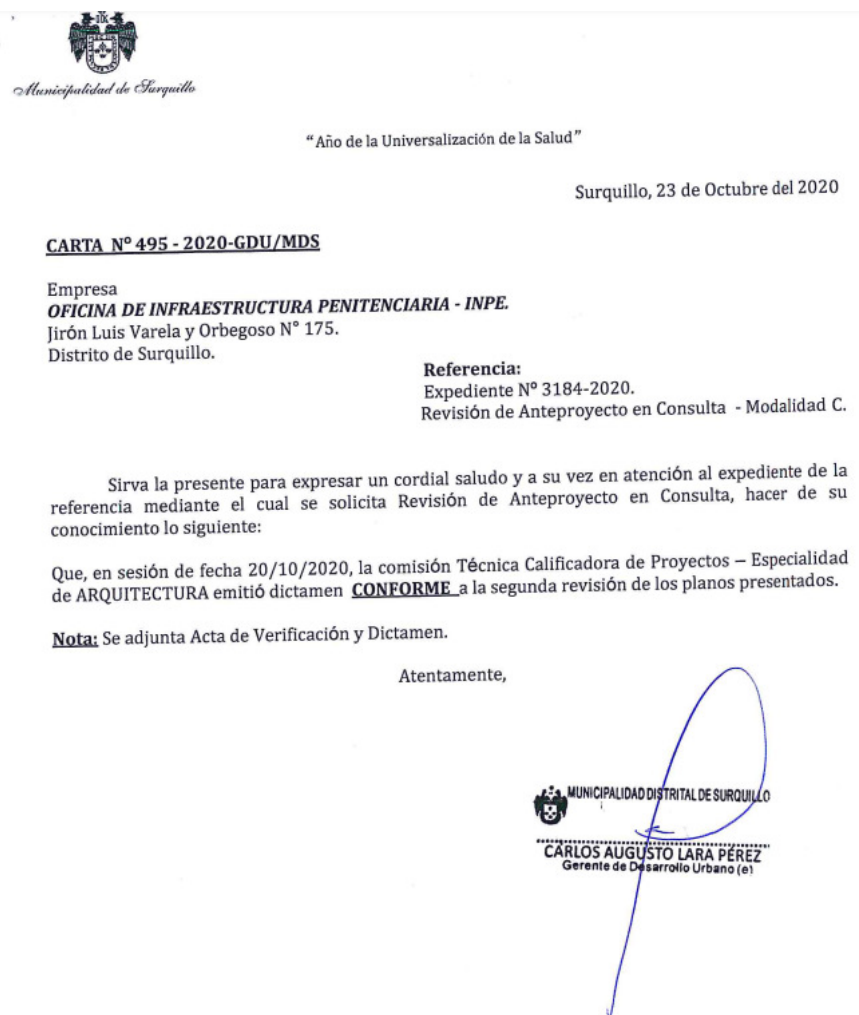 Municipalidad de Surquillo
“Año de la Universalización de la Salud”
Surquillo, 23 de Octubre del 2020
CARTA Nº 495 - 2020-GDU/MDS
Empresa
OFICINA DE INFRAESTRUCTURA PENITENCIARIA - INPE.
Jirón Luis Varela y Orbegoso N° 175.
Distrito de Surquillo.
Referencia:
Expediente Nº 3184-2020.
Revisión de Anteproyecto en Consulta - Modalidad C.
Sirva la presente para expresar un cordial saludo y a su vez en atención al expediente de la
referencia mediante el cual se solicita Revisión de Anteproyecto en Consulta, hacer de su
conocimiento lo siguiente:
Que, en sesión de fecha 20/10/2020, la comisión Técnica Calificadora de Proyectos – Especialidad
de ARQUITECTURA emitió dictamen CONFORME a la segunda revisión de los planos presentados.
Nota: Se adjunta Acta de Verificación y Dictamen.
Atentamente,
MUNICIPALIDAD DISTRITAL DE SURQUILLO
CARLOS AUGUSTO LARA PÉREZ
Gerente de Desarrollo Urbano (e)